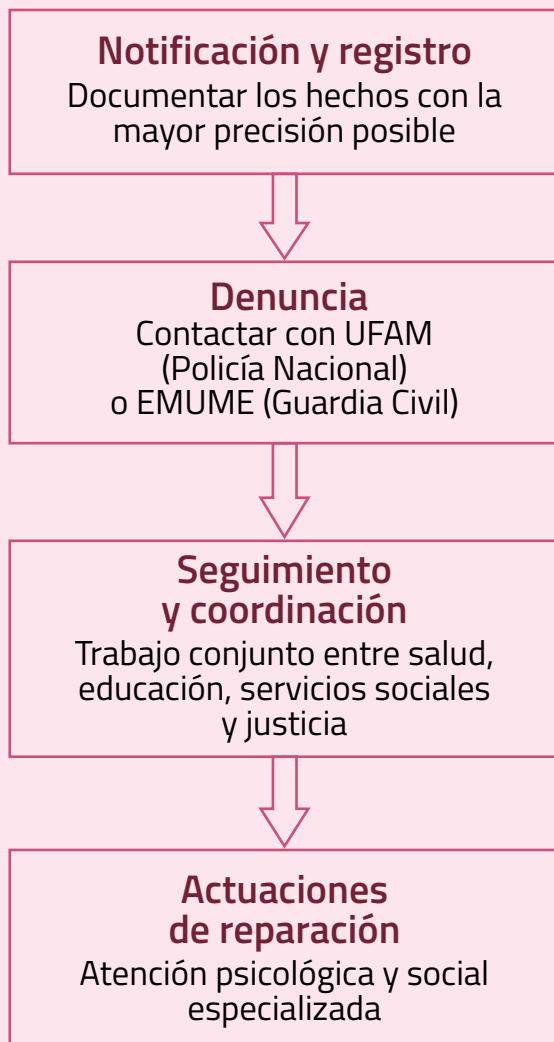 Notificación y registro
Documentar los hechos con la
mayor precisión posible
Denuncia
Contactar con UFAM
(Policía Nacional)
o EMUME (Guardia Civil)
Seguimiento
y coordinación
Trabajo conjunto entre salud,
educación, servicios sociales
y justicia
Actuaciones
de reparación
Atención psicológica y social
especializada